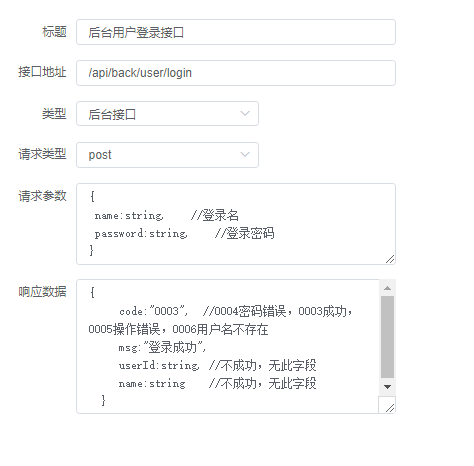 标题 后台用户登录接口
接口地址 /api/back/user/login
类型 后台接口
请求类型 post
请求参数 {
name:string,    //登录名
password:string,    //登录密码
}
响应数据 {
code:"0003",  //0004密码错误，0003成功，
0005操作错误，0006用户名不存在
msg:"登录成功",
userId:string, //不成功，无此字段
name:string    //不成功，无此字段
}